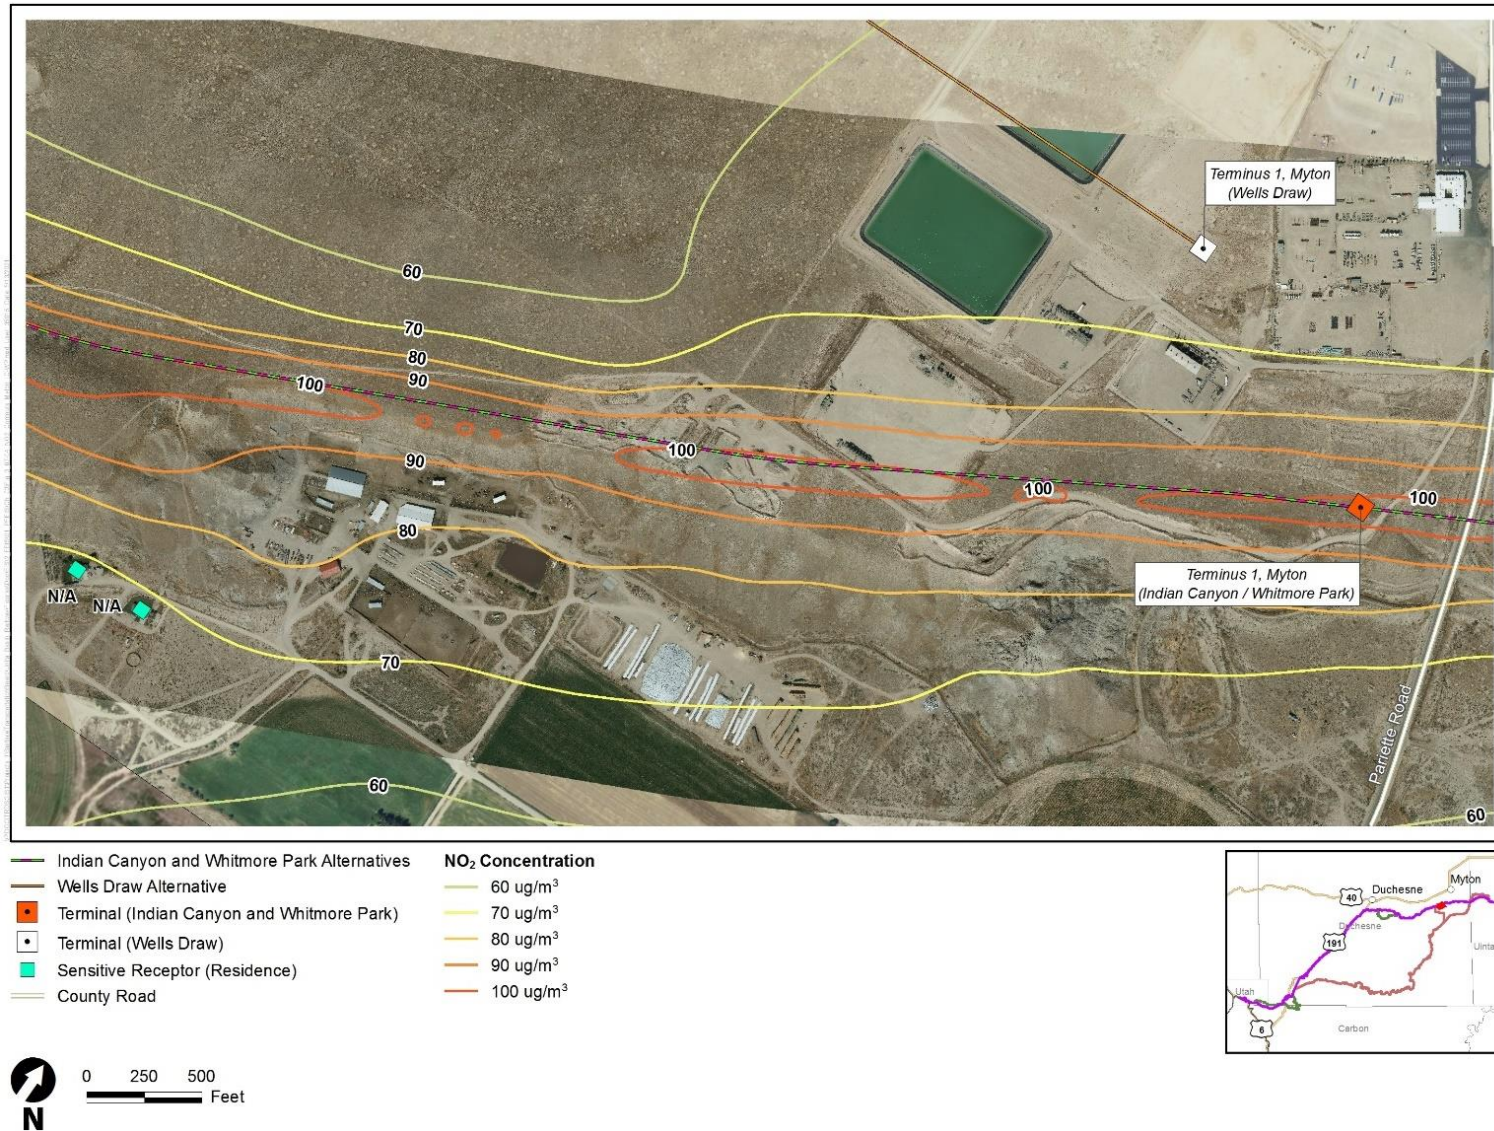 Terminus 1, Myton
(Wells Draw)
60
70
80
90
100
90
100
100
100
80
Terminus 1, Myton
(Indian Canyon / Whitmore Park)
N/A
N/A
70
Pariette Road
60
60
Indian Canyon and Whitmore Park Alternatives
Wells Draw Alternative
Terminal (Indian Canyon and Whitmore Park)
Terminal (Wells Draw)
Sensitive Receptor (Residence)
County Road
NO₂ Concentration
60 ug/m³
70 ug/m³
80 ug/m³
90 ug/m³
100 ug/m³
Myton
40
Duchesne
Duchesne
191
Uinta
Utah
6
Carbon
N
0 250 500
Feet